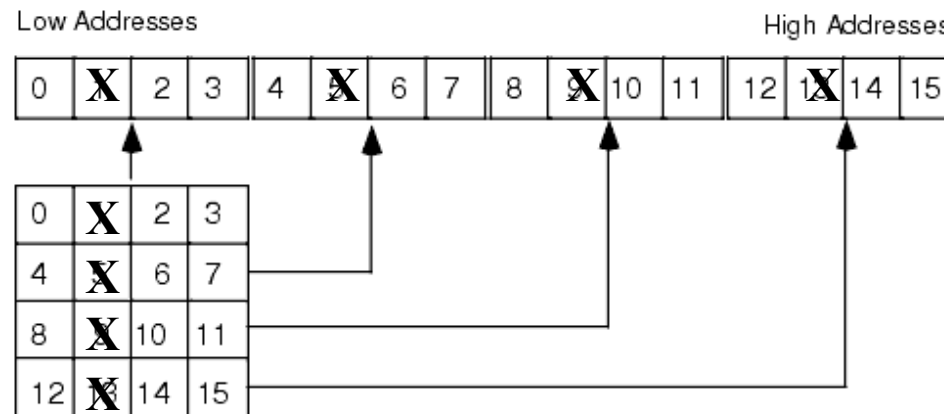 Low Addresses High Addresses
0 X 2 3 4 X 6 7 8 X 10 11 12 X 14 15
0 X 2 3
4 X 6 7
8 X 10 11
12 X 14 15